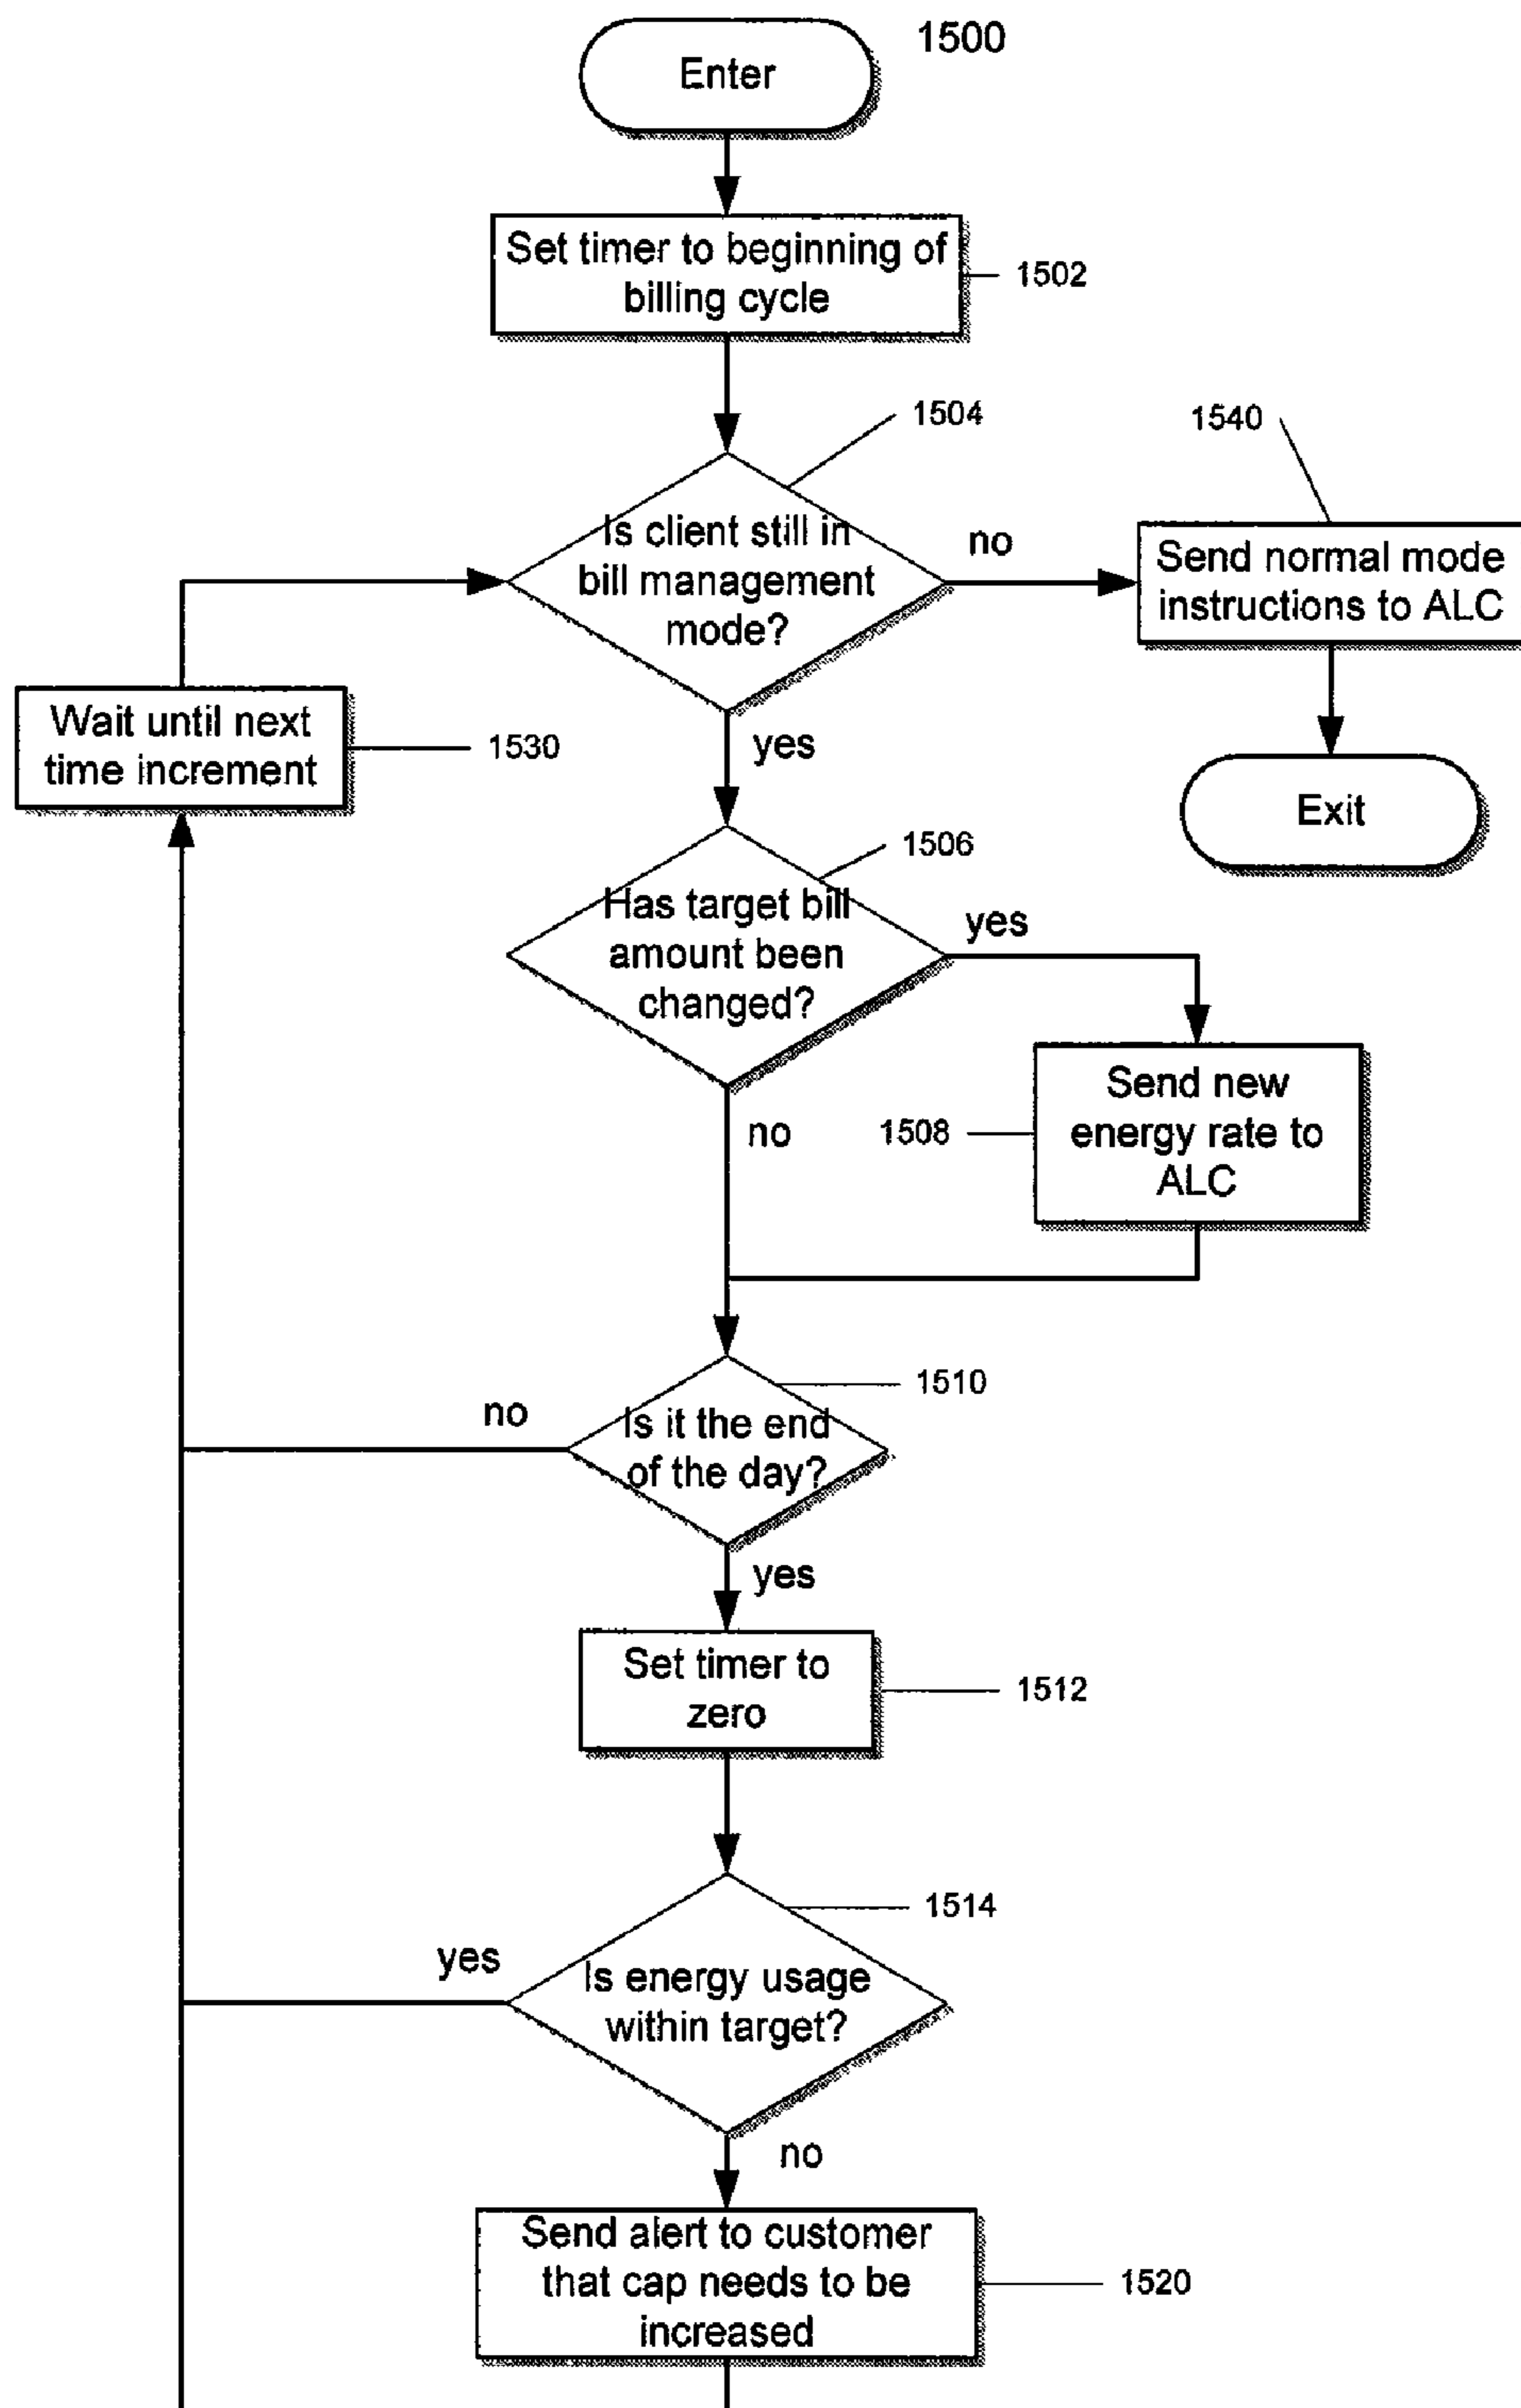 1500
Enter
Set timer to beginning of
billing cycle
1502
1504
1540
Is client still in
bill management
mode?
no
Send normal mode
instructions to ALC
Wait until next
time increment
1530
yes
Exit
1506
Has target bill
amount been
changed?
yes
Send new
energy rate to
ALC
1508
no
1510
Is it the end
of the day?
no
yes
Set timer to
zero
1512
1514
yes
Is energy usage
within target?
no
Send alert to customer
that cap needs to be
increased
1520